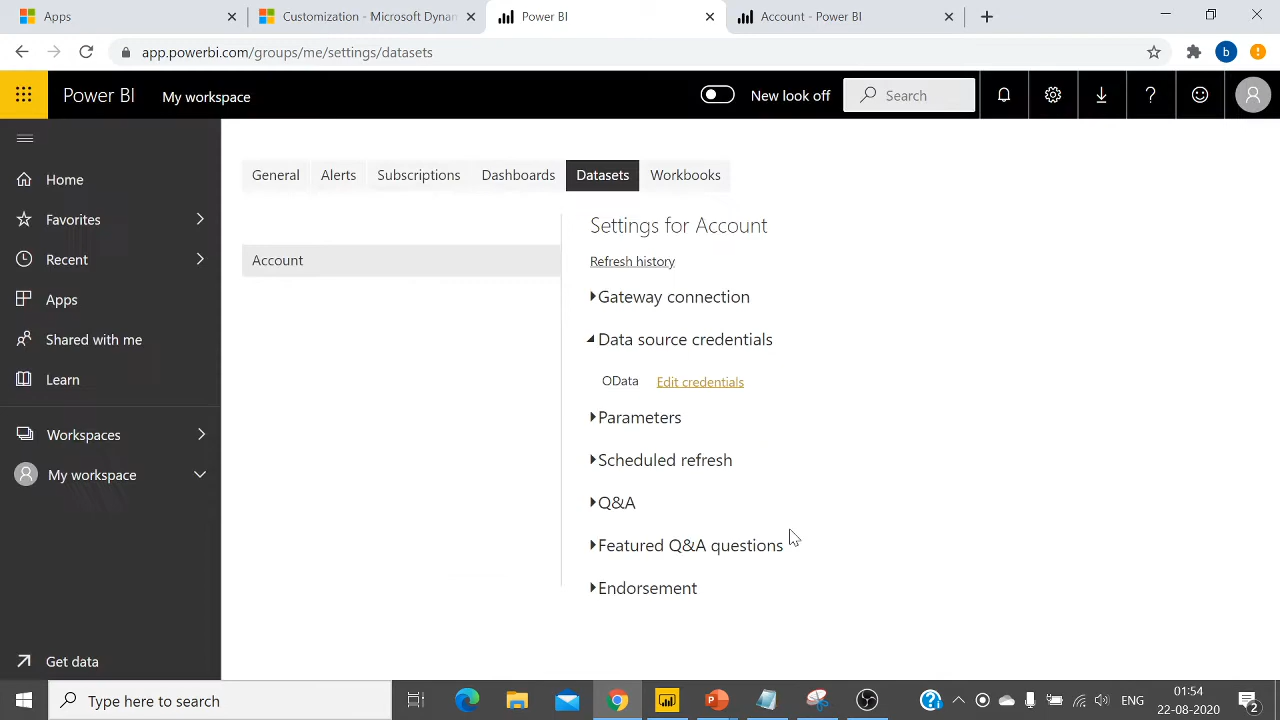 Apps
Customization - Microsoft Dynam
Power BI
Account - Power BI
app.powerbi.com/groups/me/settings/datasets
b
Power BI
My workspace
New look off
Search
Home
Favorites
Recent
Apps
Shared with me
Learn
Workspaces
My workspace
Get data
General
Alerts
Subscriptions
Dashboards
Datasets
Workbooks
Account
Settings for Account
Refresh history
Gateway connection
Data source credentials
OData
Edit credentials
Parameters
Scheduled refresh
Q&A
Featured Q&A questions
Endorsement
Type here to search
ENG
01:54
22-08-2020
2